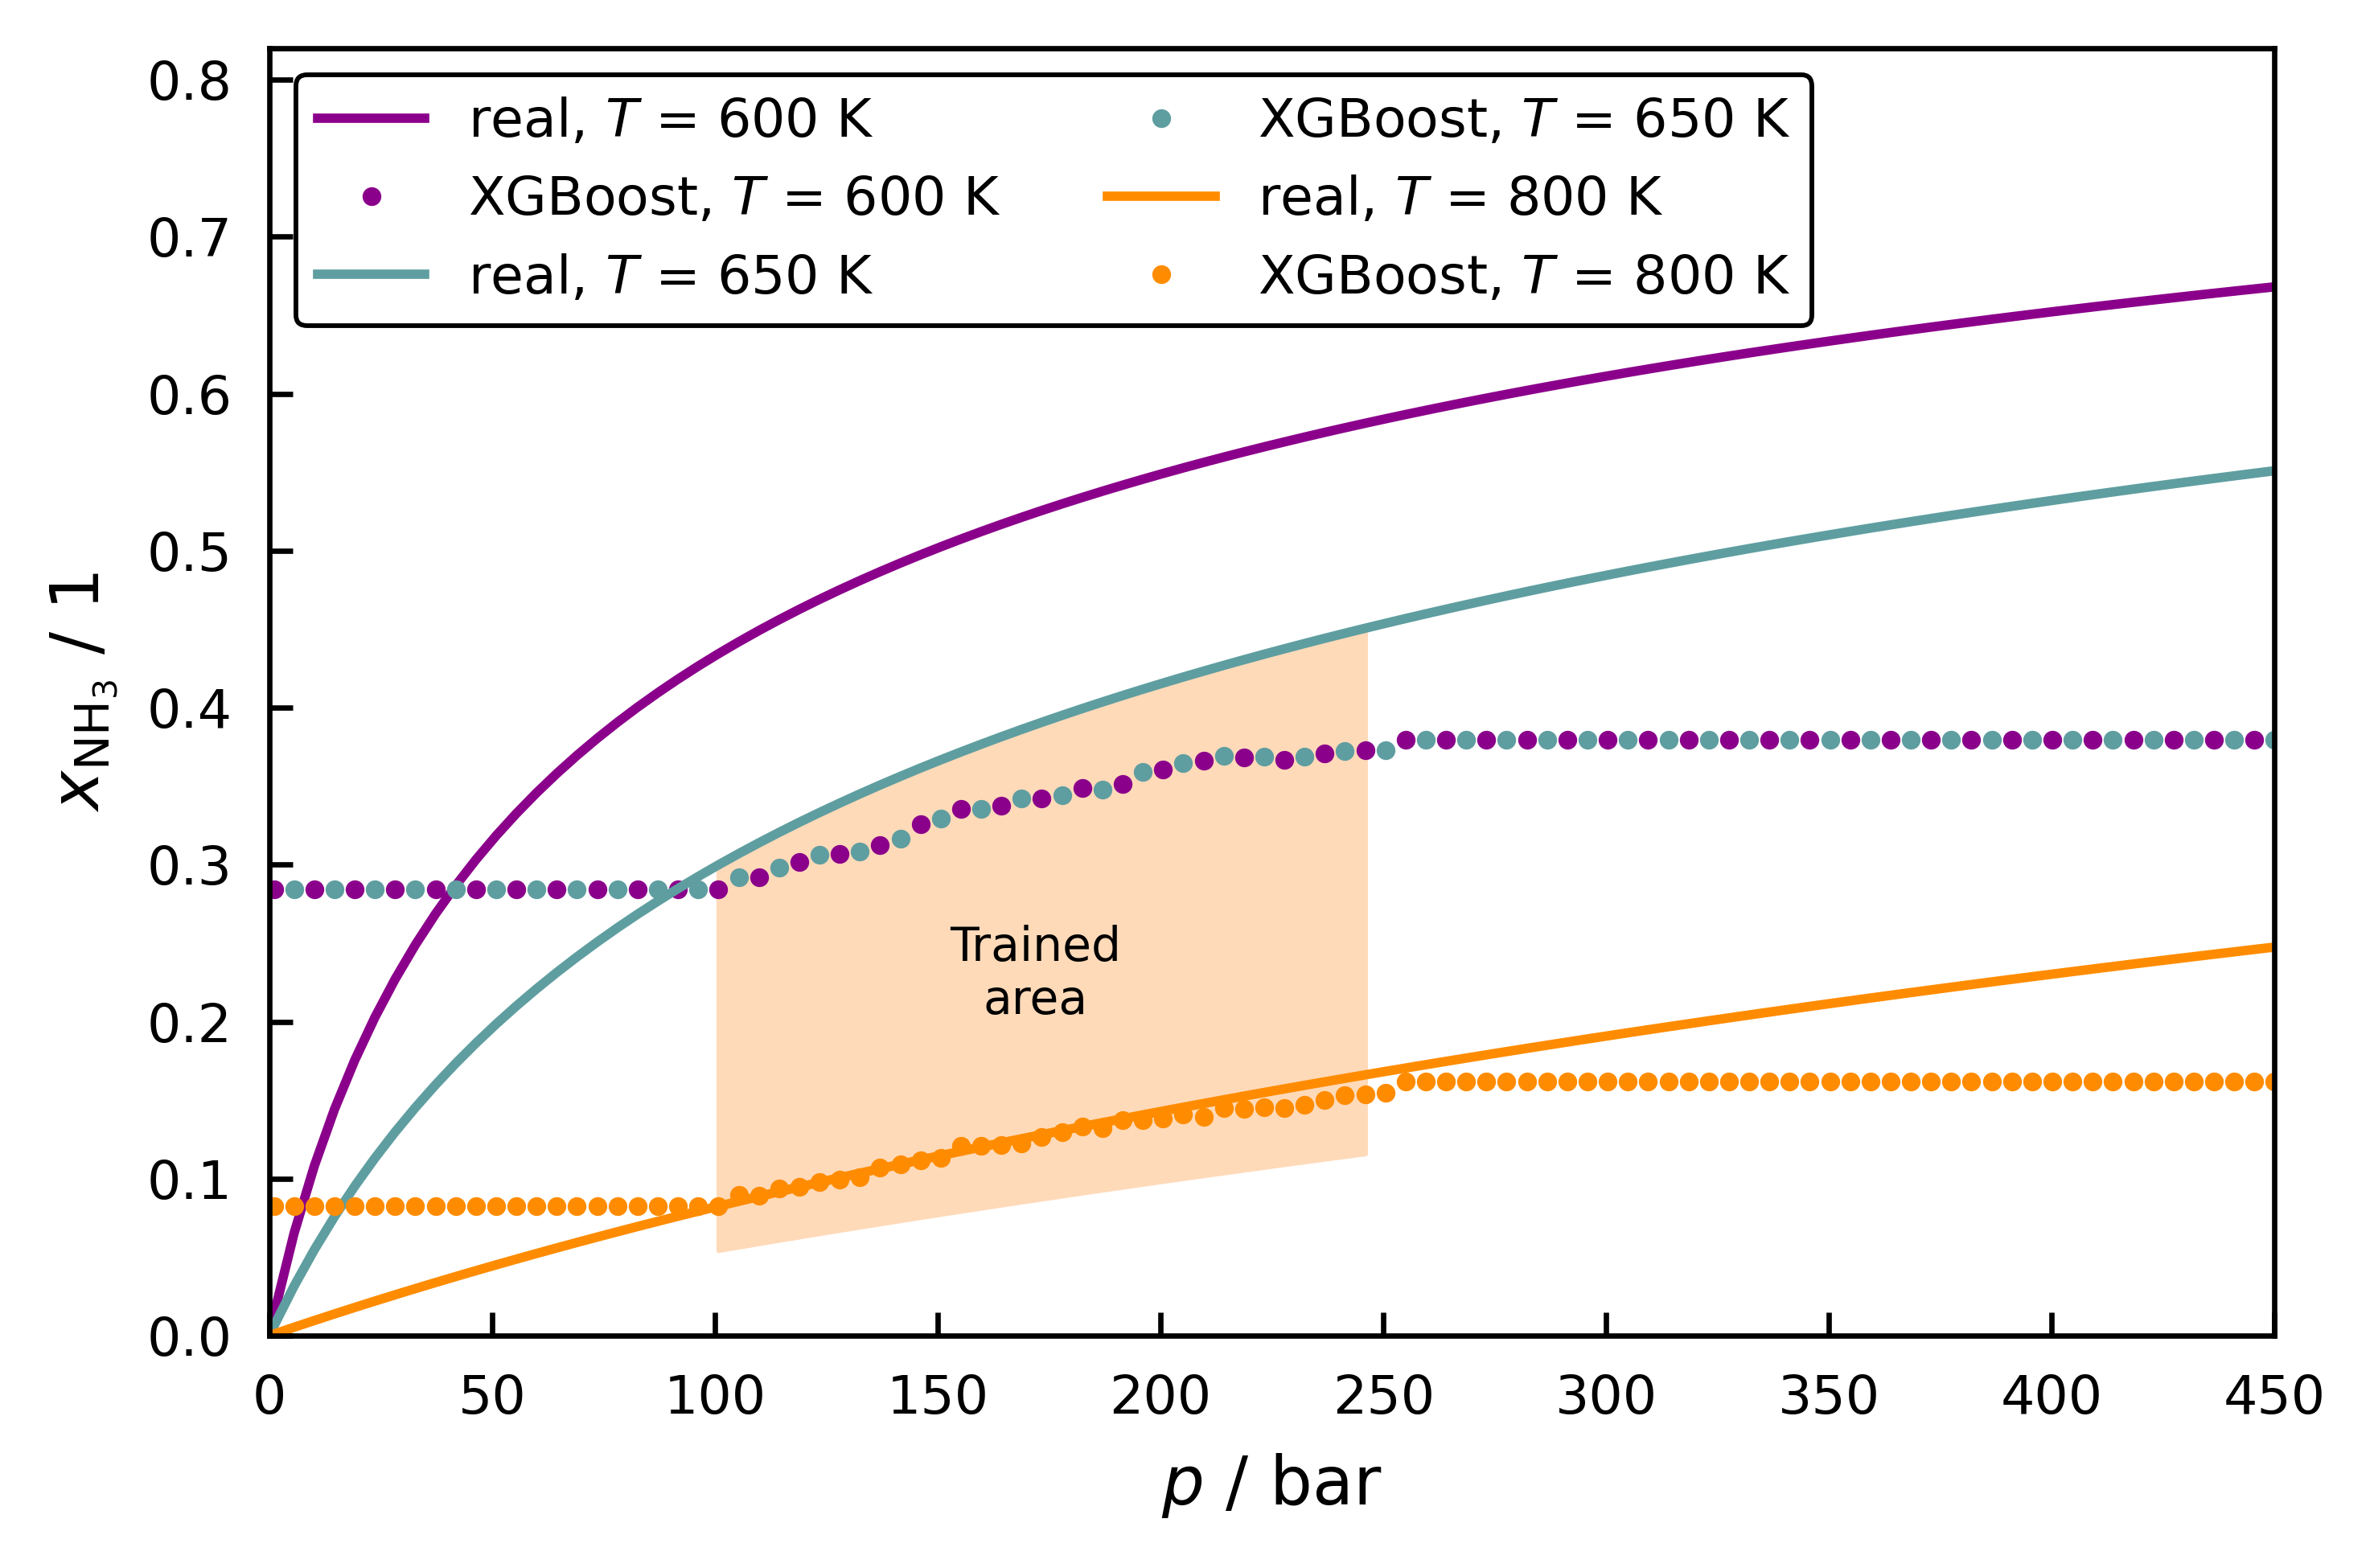 real, T = 600 K
XGBoost, T = 600 K
real, T = 650 K
XGBoost, T = 650 K
real, T = 800 K
XGBoost, T = 800 K
0.8
0.7
0.6
0.5
0.4
0.3
0.2
0.1
0.0
x_NH₃ / 1
Trained
area
0 50 100 150 200 250 300 350 400 450
p / bar